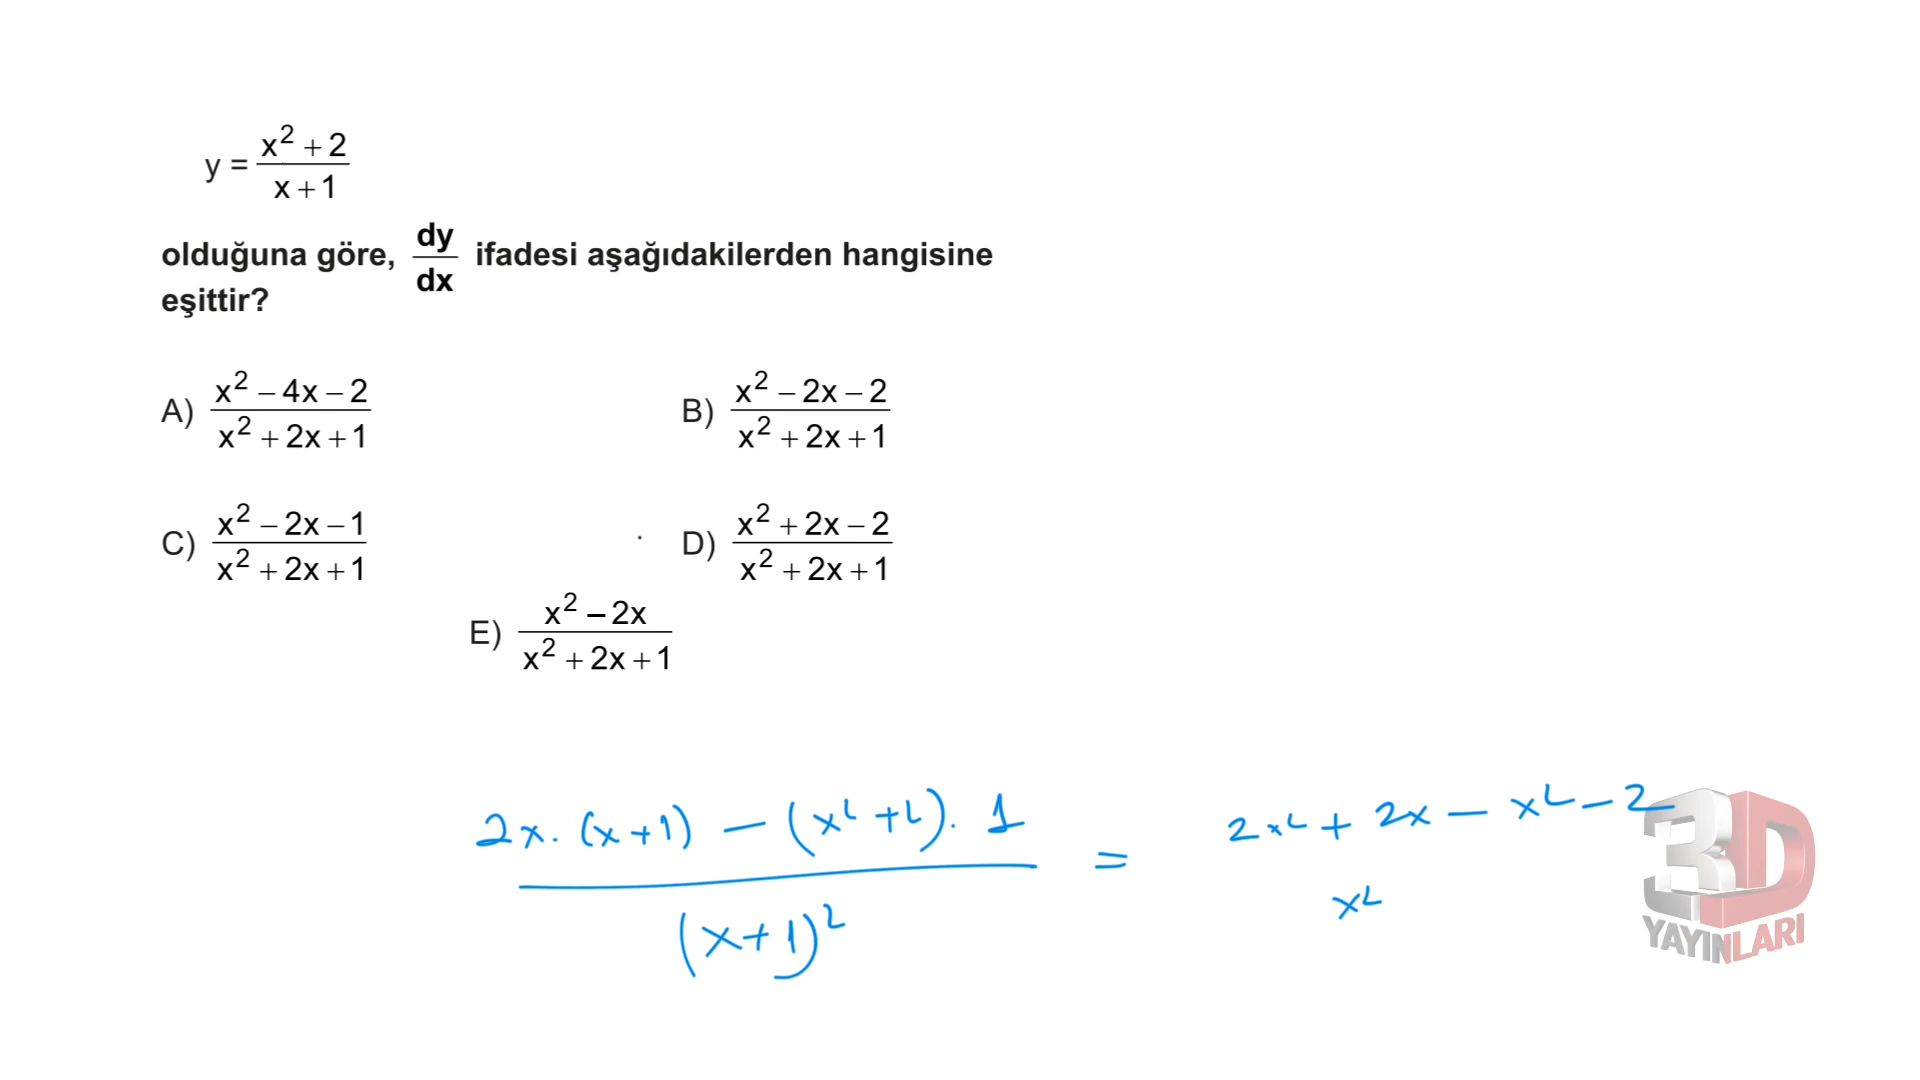 y = (x² + 2)/(x + 1)
olduğuna göre, dy/dx ifadesi aşağıdakilerden hangisine
eşittir?
A) (x² − 4x − 2)/(x² + 2x + 1)
B) (x² − 2x − 2)/(x² + 2x + 1)
C) (x² − 2x − 1)/(x² + 2x + 1)
D) (x² + 2x − 2)/(x² + 2x + 1)
E) (x² − 2x)/(x² + 2x + 1)
(2x . (x+1) − (x² + 2) . 1)/(x+1)² = 2x² + 2x − x² − 2
x²
3D
YAYINLARI